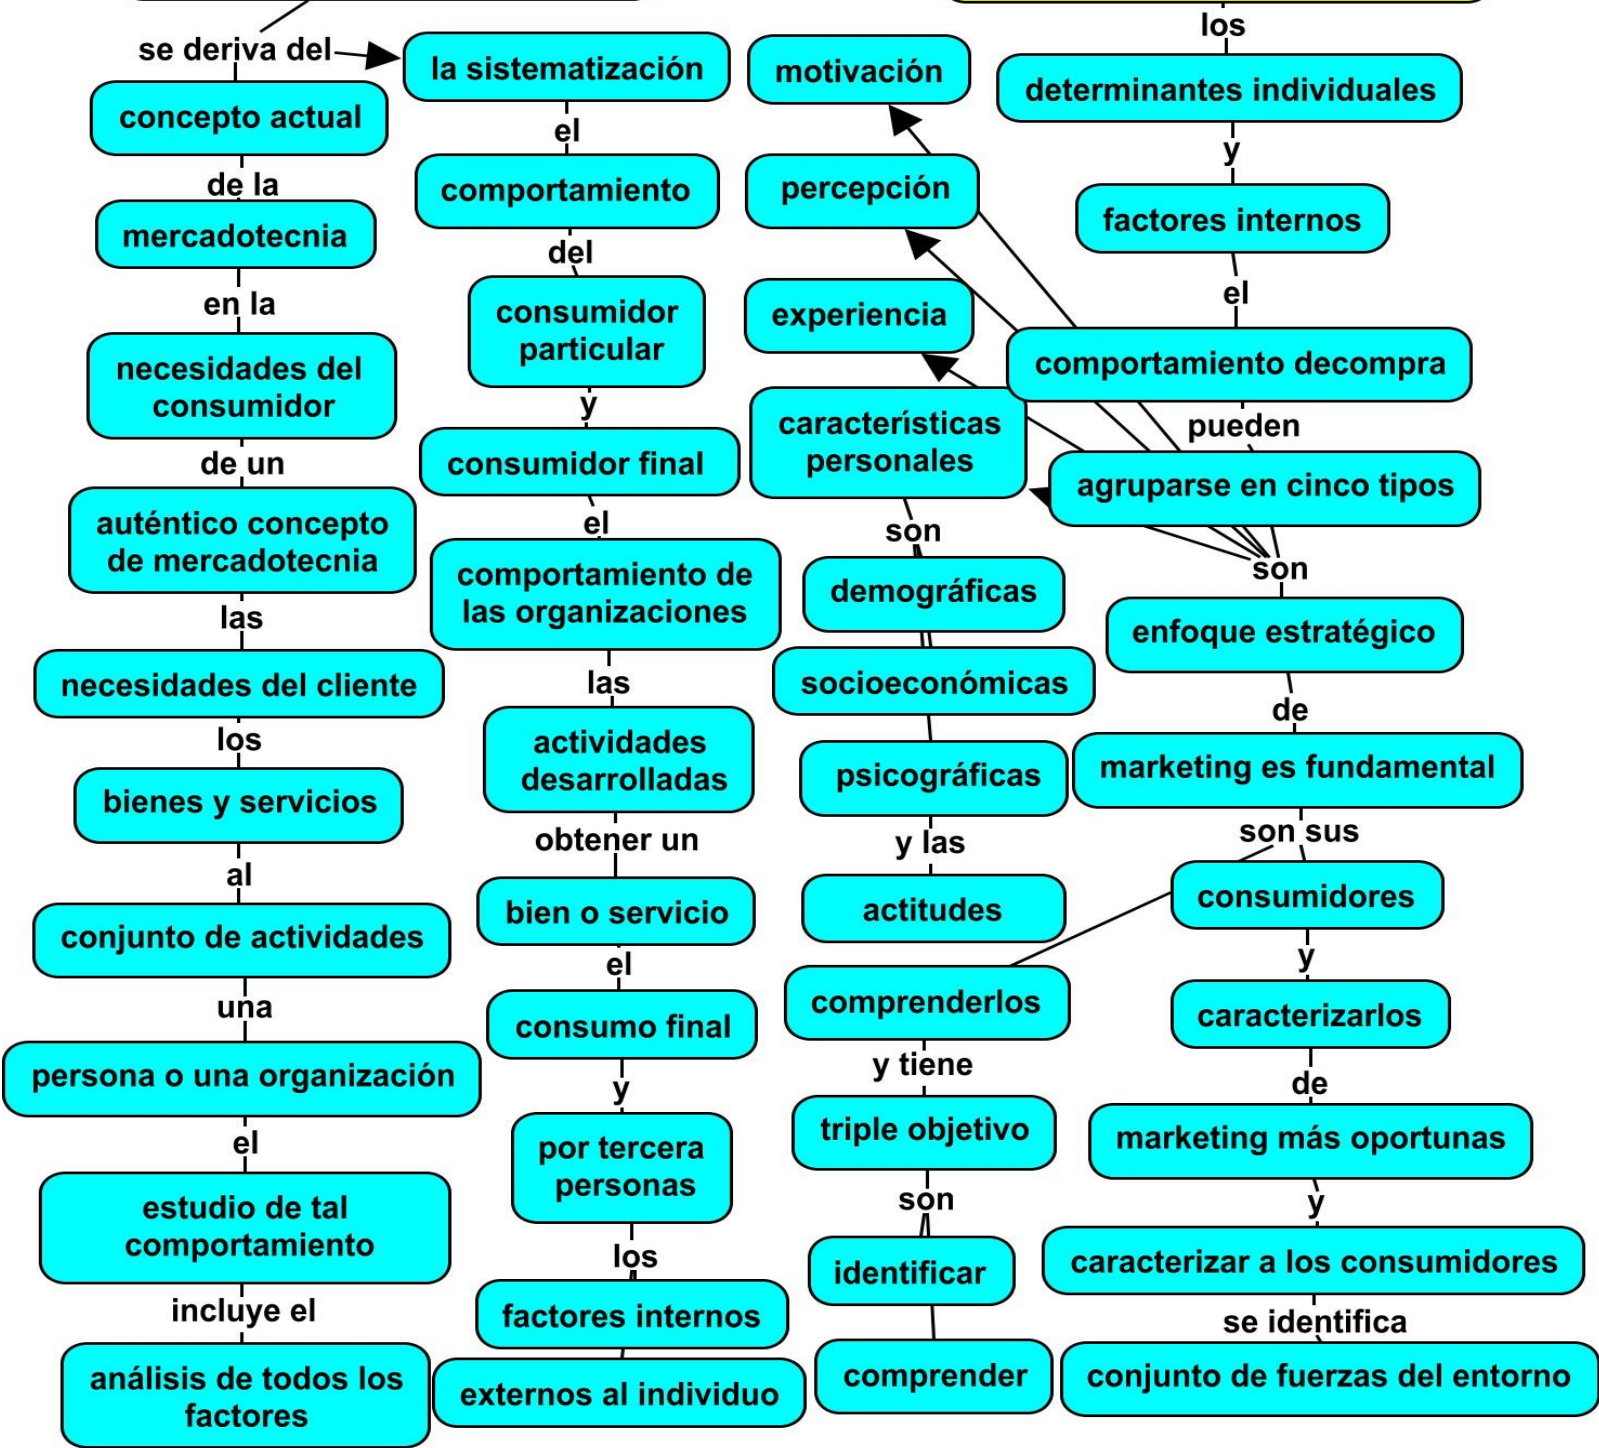 se deriva del
concepto actual
de la
mercadotecnia
en la
necesidades del
consumidor
de un
auténtico concepto
de mercadotecnia
las
necesidades del cliente
los
bienes y servicios
al
conjunto de actividades
una
persona o una organización
el
estudio de tal
comportamiento
incluye el
análisis de todos los
factores
la sistematización
el
comportamiento
del
consumidor
particular
y
consumidor final
el
comportamiento de
las organizaciones
las
actividades
desarrolladas
obtener un
bien o servicio
el
consumo final
y
por tercera
personas
los
factores internos
externos al individuo
motivación
percepción
experiencia
características
personales
son
demográficas
socioeconómicas
psicográficas
y las
actitudes
comprenderlos
y tiene
triple objetivo
son
identificar
comprender
los
determinantes individuales
y
factores internos
el
comportamiento decompra
pueden
agruparse en cinco tipos
son
enfoque estratégico
de
marketing es fundamental
son sus
consumidores
y
caracterizarlos
de
marketing más oportunas
y
caracterizar a los consumidores
se identifica
conjunto de fuerzas del entorno